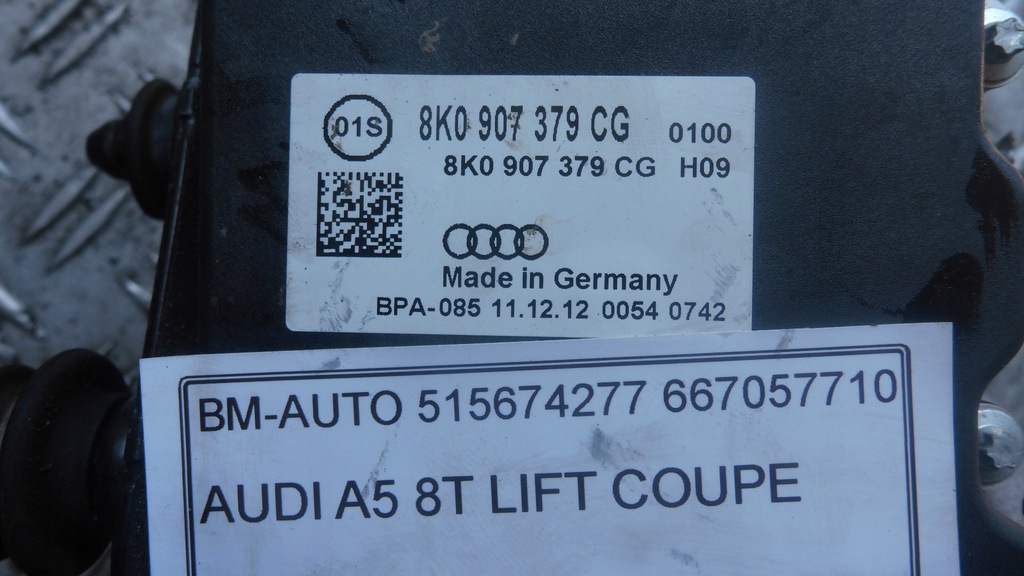 01S 8K0 907 379 CG 0100
8K0 907 379 CG H09
Made in Germany
BPA-085 11.12.12 0054 0742
BM-AUTO 515674277 667057710
AUDI A5 8T LIFT COUPE